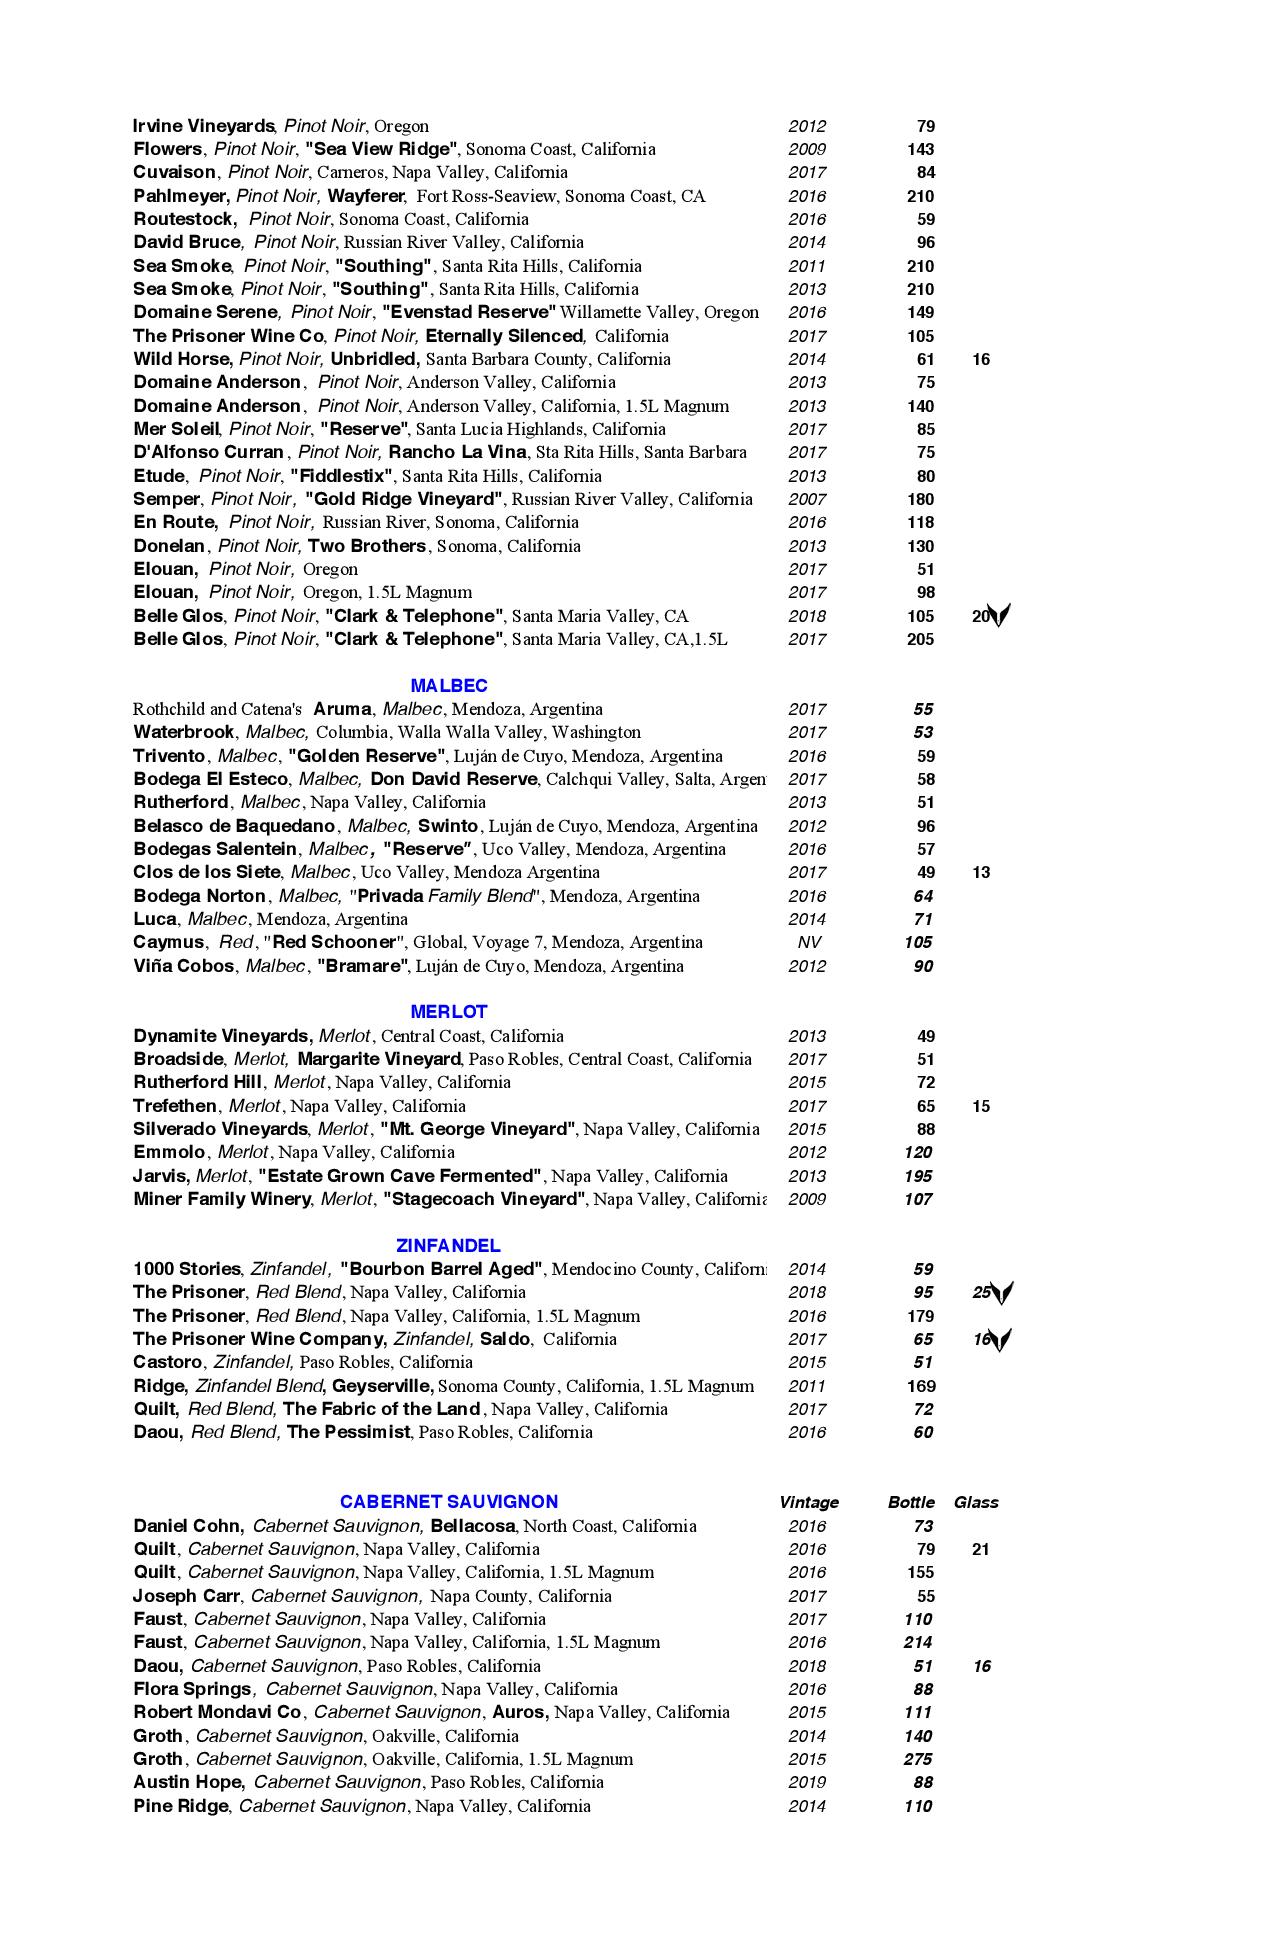 Irvine Vineyards, Pinot Noir, Oregon 2012 79
Flowers, Pinot Noir, "Sea View Ridge", Sonoma Coast, California 2009 143
Cuvaison, Pinot Noir, Carneros, Napa Valley, California 2017 84
Pahlmeyer, Pinot Noir, Wayferer, Fort Ross-Seaview, Sonoma Coast, CA 2016 210
Routestock, Pinot Noir, Sonoma Coast, California 2016 59
David Bruce, Pinot Noir, Russian River Valley, California 2014 96
Sea Smoke, Pinot Noir, "Southing", Santa Rita Hills, California 2011 210
Sea Smoke, Pinot Noir, "Southing", Santa Rita Hills, California 2013 210
Domaine Serene, Pinot Noir, "Evenstad Reserve" Willamette Valley, Oregon 2016 149
The Prisoner Wine Co, Pinot Noir, Eternally Silenced, California 2017 105
Wild Horse, Pinot Noir, Unbridled, Santa Barbara County, California 2014 61 16
Domaine Anderson, Pinot Noir, Anderson Valley, California 2013 75
Domaine Anderson, Pinot Noir, Anderson Valley, California, 1.5L Magnum 2013 140
Mer Soleil, Pinot Noir, "Reserve", Santa Lucia Highlands, California 2017 85
D'Alfonso Curran, Pinot Noir, Rancho La Vina, Sta Rita Hills, Santa Barbara 2017 75
Etude, Pinot Noir, "Fiddlestix", Santa Rita Hills, California 2013 80
Semper, Pinot Noir, "Gold Ridge Vineyard", Russian River Valley, California 2007 180
En Route, Pinot Noir, Russian River, Sonoma, California 2016 118
Donelan, Pinot Noir, Two Brothers, Sonoma, California 2013 130
Elouan, Pinot Noir, Oregon 2017 51
Elouan, Pinot Noir, Oregon, 1.5L Magnum 2017 98
Belle Glos, Pinot Noir, "Clark & Telephone", Santa Maria Valley, CA 2018 105 20
Belle Glos, Pinot Noir, "Clark & Telephone", Santa Maria Valley, CA,1.5L 2017 205
MALBEC
Rothchild and Catena's Aruma, Malbec, Mendoza, Argentina 2017 55
Waterbrook, Malbec, Columbia, Walla Walla Valley, Washington 2017 53
Trivento, Malbec, "Golden Reserve", Luján de Cuyo, Mendoza, Argentina 2016 59
Bodega El Esteco, Malbec, Don David Reserve, Calchqui Valley, Salta, Argen 2017 58
Rutherford, Malbec, Napa Valley, California 2013 51
Belasco de Baquedano, Malbec, Swinto, Luján de Cuyo, Mendoza, Argentina 2012 96
Bodegas Salentein, Malbec, "Reserve", Uco Valley, Mendoza, Argentina 2016 57
Clos de los Siete, Malbec, Uco Valley, Mendoza Argentina 2017 49 13
Bodega Norton, Malbec, "Privada Family Blend", Mendoza, Argentina 2016 64
Luca, Malbec, Mendoza, Argentina 2014 71
Caymus, Red, "Red Schooner", Global, Voyage 7, Mendoza, Argentina NV 105
Viña Cobos, Malbec, "Bramare", Luján de Cuyo, Mendoza, Argentina 2012 90
MERLOT
Dynamite Vineyards, Merlot, Central Coast, California 2013 49
Broadside, Merlot, Margarite Vineyard, Paso Robles, Central Coast, California 2017 51
Rutherford Hill, Merlot, Napa Valley, California 2015 72
Trefethen, Merlot, Napa Valley, California 2017 65 15
Silverado Vineyards, Merlot, "Mt. George Vineyard", Napa Valley, California 2015 88
Emmolo, Merlot, Napa Valley, California 2012 120
Jarvis, Merlot, "Estate Grown Cave Fermented", Napa Valley, California 2013 195
Miner Family Winery, Merlot, "Stagecoach Vineyard", Napa Valley, California 2009 107
ZINFANDEL
1000 Stories, Zinfandel, "Bourbon Barrel Aged", Mendocino County, Californi 2014 59
The Prisoner, Red Blend, Napa Valley, California 2018 95 25
The Prisoner, Red Blend, Napa Valley, California, 1.5L Magnum 2016 179
The Prisoner Wine Company, Zinfandel, Saldo, California 2017 65 16
Castoro, Zinfandel, Paso Robles, California 2015 51
Ridge, Zinfandel Blend, Geyserville, Sonoma County, California, 1.5L Magnum 2011 169
Quilt, Red Blend, The Fabric of the Land, Napa Valley, California 2017 72
Daou, Red Blend, The Pessimist, Paso Robles, California 2016 60
CABERNET SAUVIGNON Vintage Bottle Glass
Daniel Cohn, Cabernet Sauvignon, Bellacosa, North Coast, California 2016 73
Quilt, Cabernet Sauvignon, Napa Valley, California 2016 79 21
Quilt, Cabernet Sauvignon, Napa Valley, California, 1.5L Magnum 2016 155
Joseph Carr, Cabernet Sauvignon, Napa County, California 2017 55
Faust, Cabernet Sauvignon, Napa Valley, California 2017 110
Faust, Cabernet Sauvignon, Napa Valley, California, 1.5L Magnum 2016 214
Daou, Cabernet Sauvignon, Paso Robles, California 2018 51 16
Flora Springs, Cabernet Sauvignon, Napa Valley, California 2016 88
Robert Mondavi Co, Cabernet Sauvignon, Auros, Napa Valley, California 2015 111
Groth, Cabernet Sauvignon, Oakville, California 2014 140
Groth, Cabernet Sauvignon, Oakville, California, 1.5L Magnum 2015 275
Austin Hope, Cabernet Sauvignon, Paso Robles, California 2019 88
Pine Ridge, Cabernet Sauvignon, Napa Valley, California 2014 110